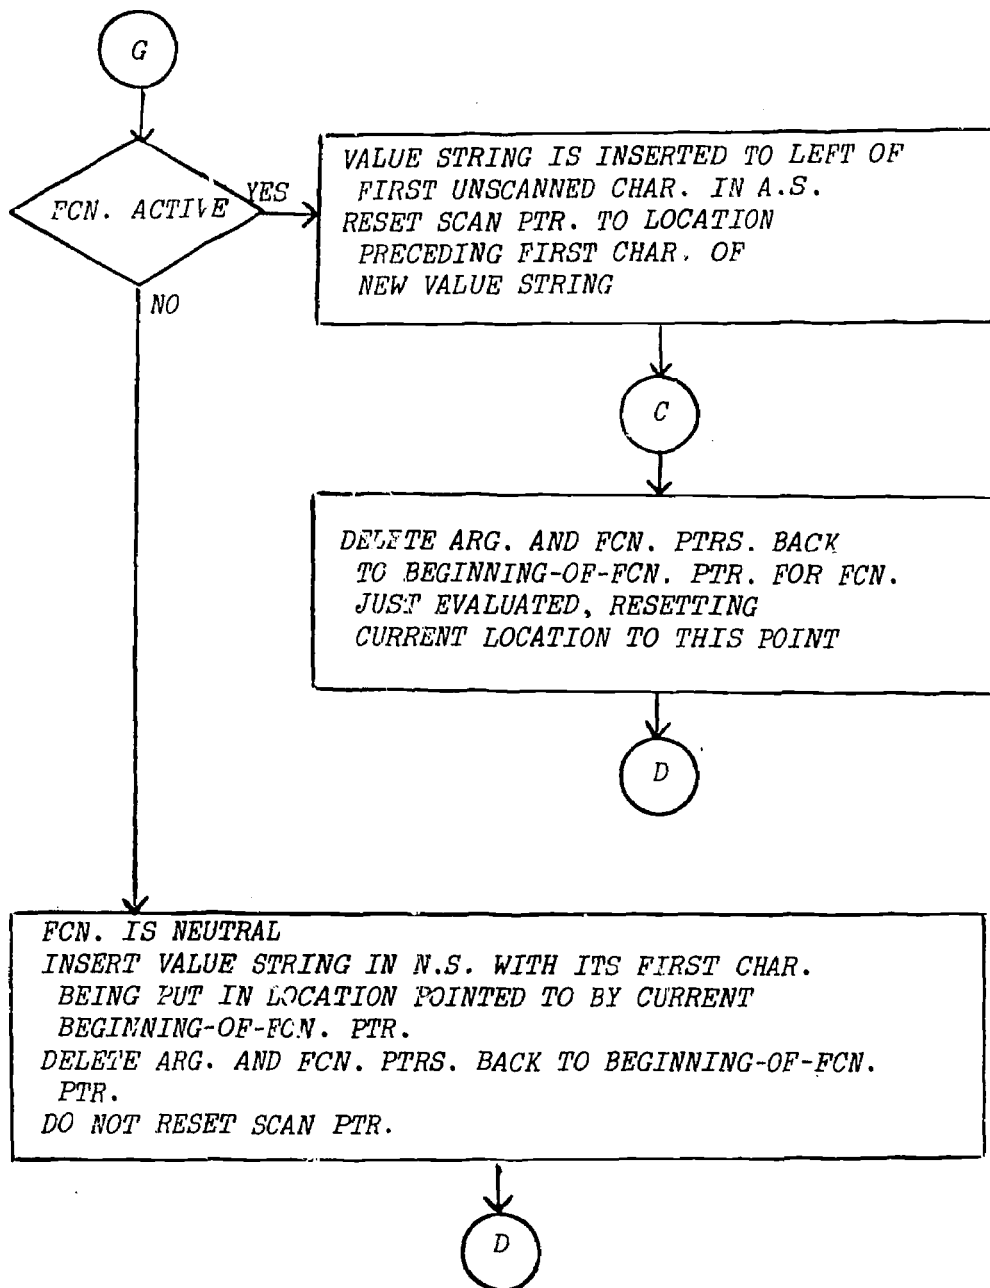 G
FCN. ACTIVE
YES
NO
VALUE STRING IS INSERTED TO LEFT OF
FIRST UNSCANNED CHAR. IN A.S.
RESET SCAN PTR. TO LOCATION
PRECEDING FIRST CHAR. OF
NEW VALUE STRING
C
DELETE ARG. AND FCN. PTRS. BACK
TO BEGINNING-OF-FCN. PTR. FOR FCN.
JUST EVALUATED, RESETTING
CURRENT LOCATION TO THIS POINT
D
FCN. IS NEUTRAL
INSERT VALUE STRING IN N.S. WITH ITS FIRST CHAR.
BEING PUT IN LOCATION POINTED TO BY CURRENT
BEGINNING-OF-FCN. PTR.
DELETE ARG. AND FCN. PTRS. BACK TO BEGINNING-OF-FCN.
PTR.
DO NOT RESET SCAN PTR.
D